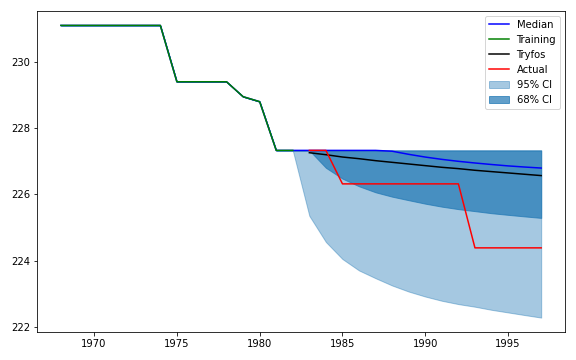 Median
Training
Tryfos
Actual
95% CI
68% CI
230
228
226
224
222
1970 1975 1980 1985 1990 1995